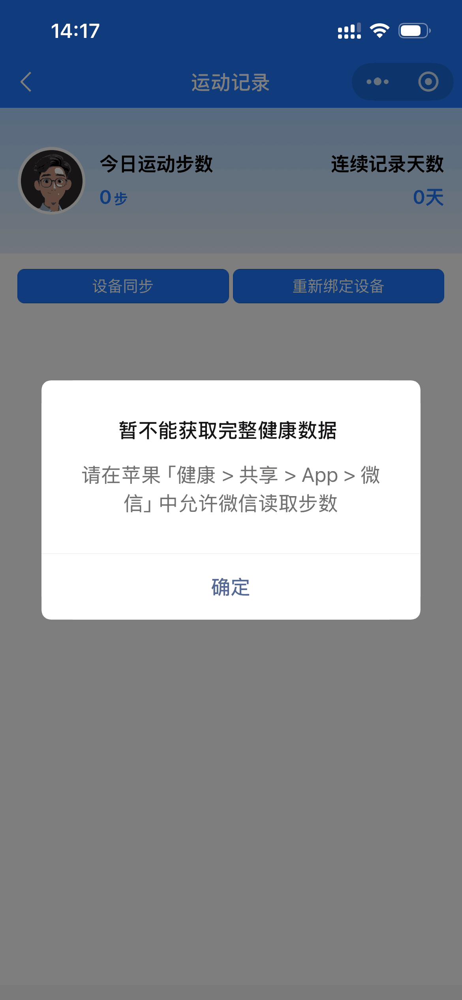 14:17
运动记录
今日运动步数
连续记录天数
0步
0天
设备同步
重新绑定设备
暂不能获取完整健康数据
请在苹果「健康 > 共享 > App > 微
信」中允许微信读取步数
确定